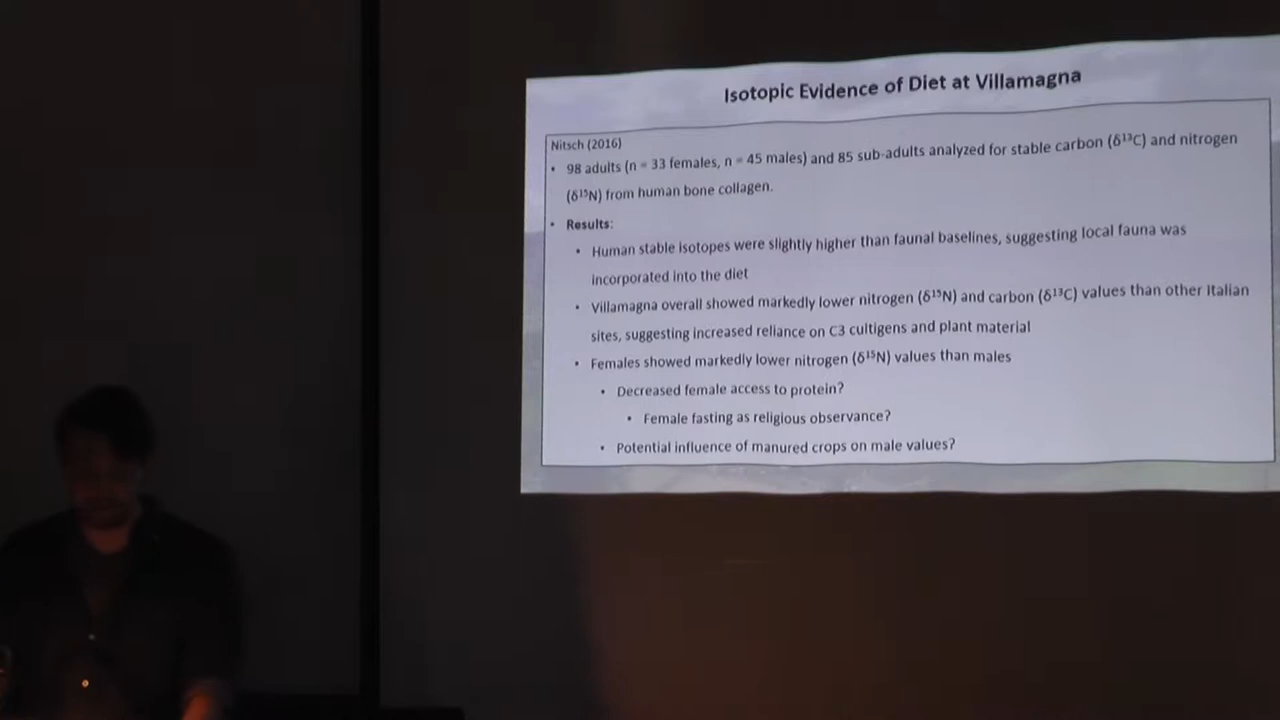 Isotopic Evidence of Diet at Villamagna
Nitsch (2016)
• 98 adults (n = 33 females, n = 45 males) and 85 sub-adults analyzed for stable carbon (δ¹³C) and nitrogen
(δ¹⁵N) from human bone collagen.
• Results:
• Human stable isotopes were slightly higher than faunal baselines, suggesting local fauna was
incorporated into the diet
• Villamagna overall showed markedly lower nitrogen (δ¹⁵N) and carbon (δ¹³C) values than other Italian
sites, suggesting increased reliance on C3 cultigens and plant material
• Females showed markedly lower nitrogen (δ¹⁵N) values than males
• Decreased female access to protein?
• Female fasting as religious observance?
• Potential influence of manured crops on male values?